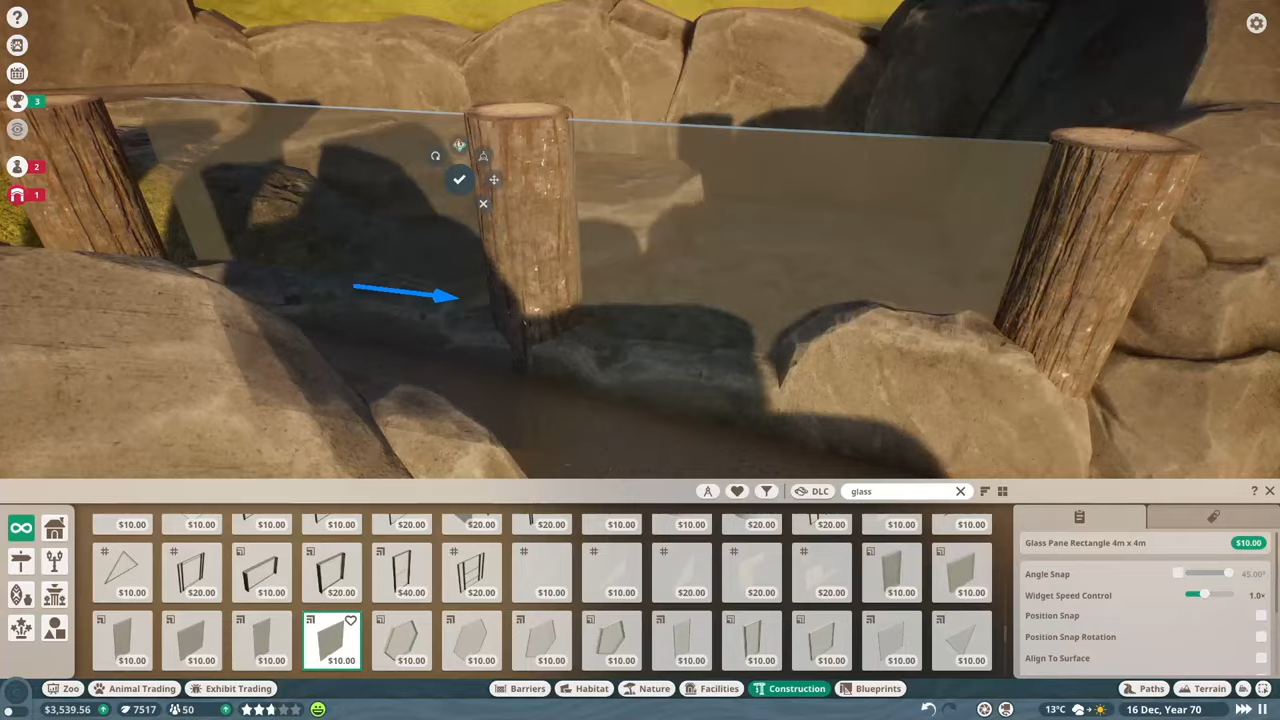 ?
3
2
1
DLC
glass
? ×
$10.00 $10.00 $10.00 $20.00 $20.00 $20.00 $20.00 $10.00 $10.00 $10.00 $20.00 $10.00 $10.00
Glass Pane Rectangle 4m x 4m $10.00
$10.00 $20.00 $20.00 $20.00 $40.00 $20.00 $10.00 $10.00 $20.00 $20.00 $20.00 $10.00 $10.00
Angle Snap 45.00°
Widget Speed Control 1.0×
Position Snap
$10.00 $10.00 $10.00 $10.00 $10.00 $10.00 $10.00 $10.00 $10.00 $10.00 $10.00 $10.00 $10.00
Position Snap Rotation
Align To Surface
Zoo Animal Trading Exhibit Trading Barriers Habitat Nature Facilities Construction Blueprints Paths Terrain
$3,539.56 7517 50 13°C 16 Dec, Year 70